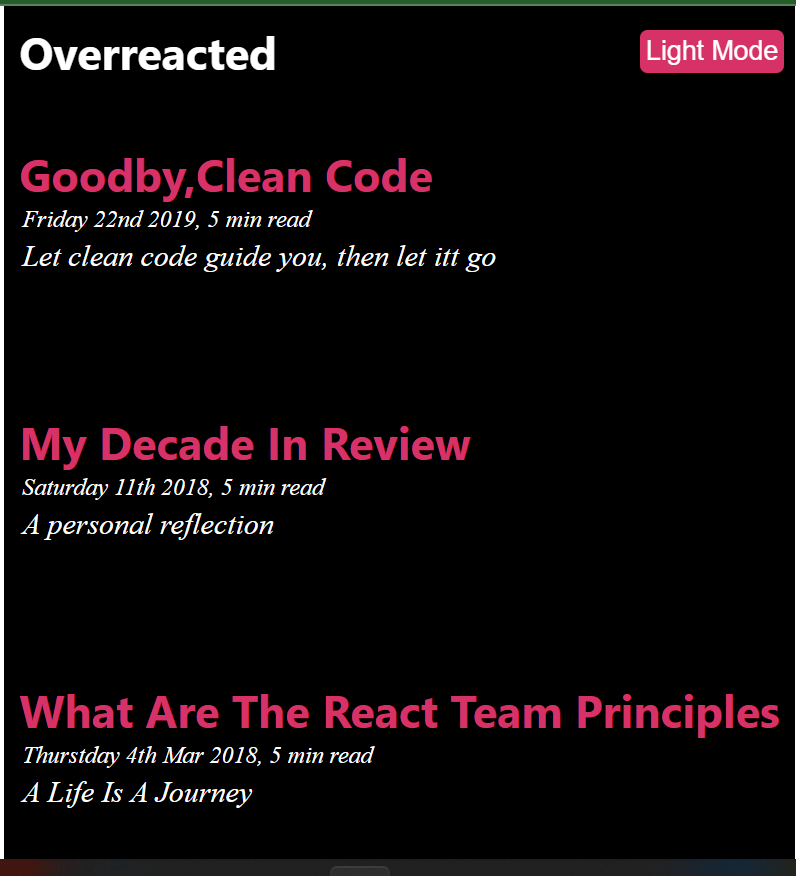 Overreacted
Light Mode
Goodby,Clean Code
Friday 22nd 2019, 5 min read
Let clean code guide you, then let itt go
My Decade In Review
Saturday 11th 2018, 5 min read
A personal reflection
What Are The React Team Principles
Thurstday 4th Mar 2018, 5 min read
A Life Is A Journey